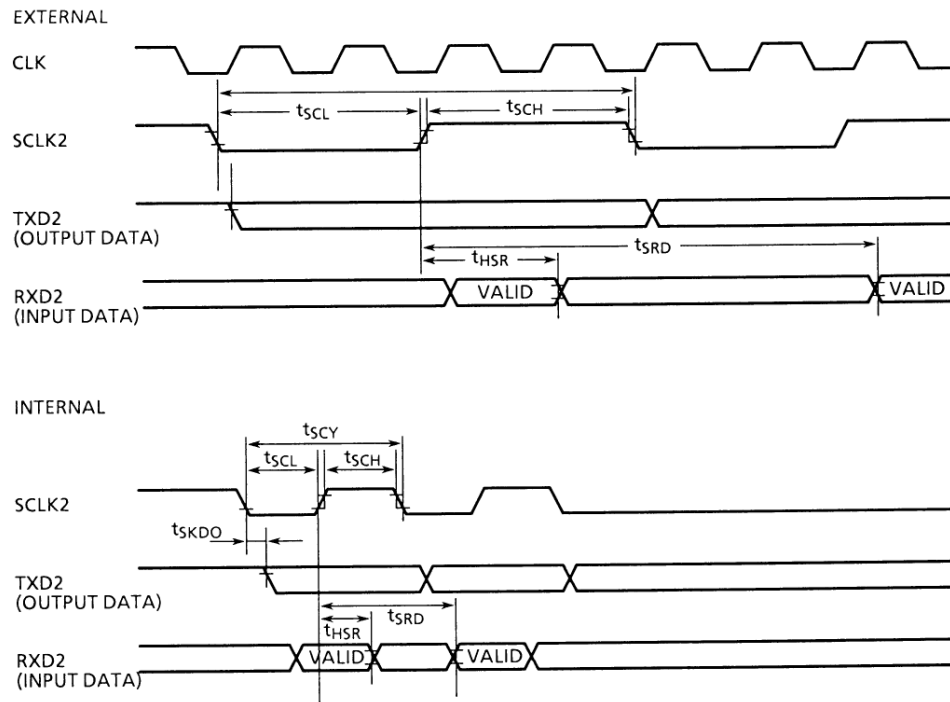 EXTERNAL
CLK
tSCL
tSCH
SCLK2
TXD2
(OUTPUT DATA)
tSRD
tHSR
RXD2
(INPUT DATA)
VALID
VALID
INTERNAL
tSCY
tSCL
tSCH
SCLK2
tSKDO
TXD2
(OUTPUT DATA)
tSRD
tHSR
RXD2
(INPUT DATA)
VALID
VALID